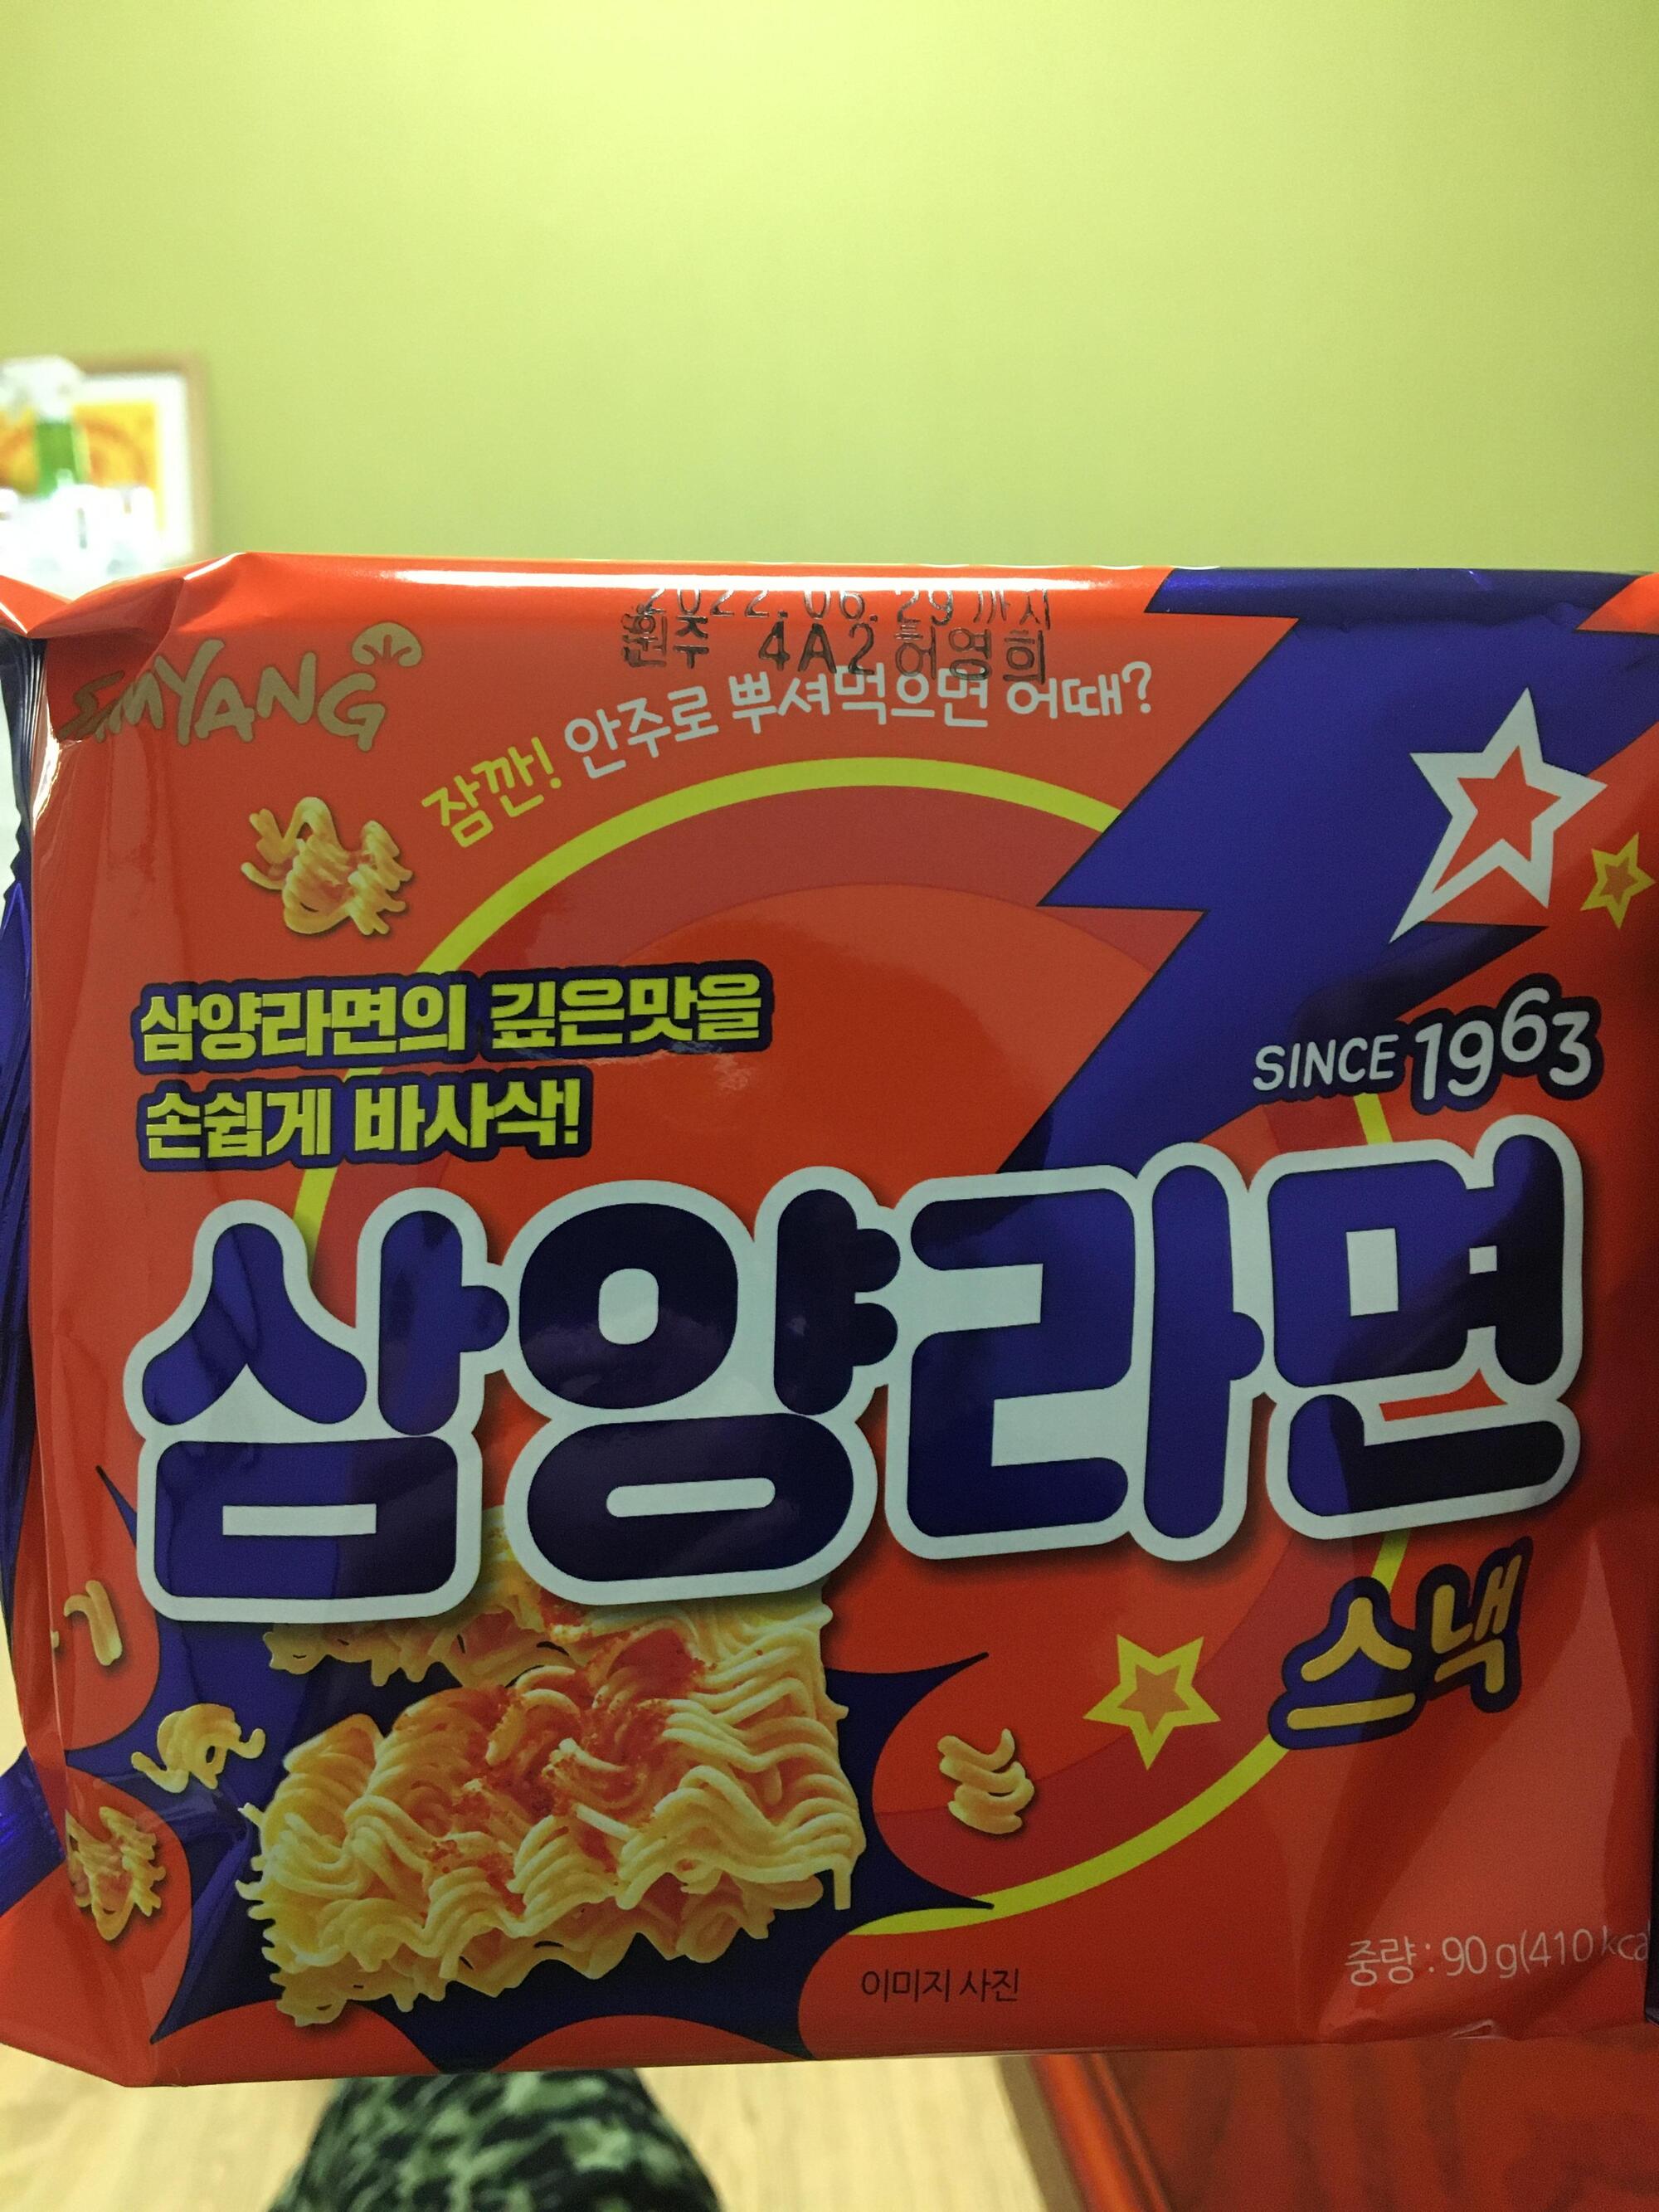 2022.06.29 까지
원주 4A2 허영희
SAMYANG
잠깐! 안주로 뿌셔먹으면 어때?
삼양라면의 깊은맛을
손쉽게 바사삭!
SINCE 1963
삼양라면
스낵
이미지 사진
중량 : 90 g(410 kca